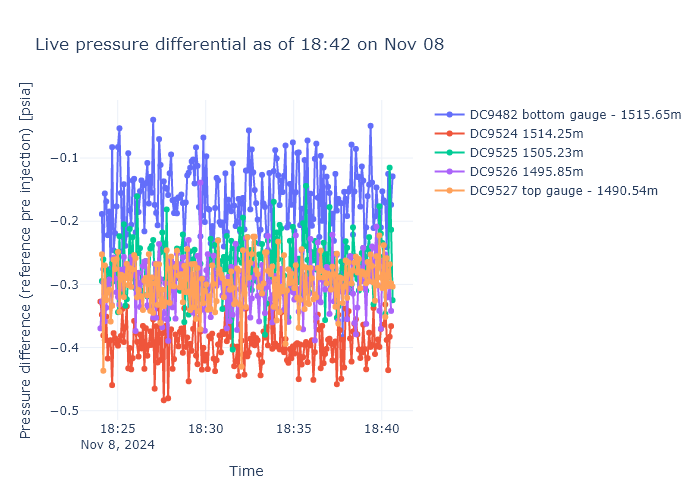 Live pressure differential as of 18:42 on Nov 08
Pressure difference (reference pre injection) [psia]
−0.1
−0.2
−0.3
−0.4
−0.5
18:25
Nov 8, 2024
18:30
18:35
18:40
Time
DC9482 bottom gauge - 1515.65m
DC9524 1514.25m
DC9525 1505.23m
DC9526 1495.85m
DC9527 top gauge - 1490.54m